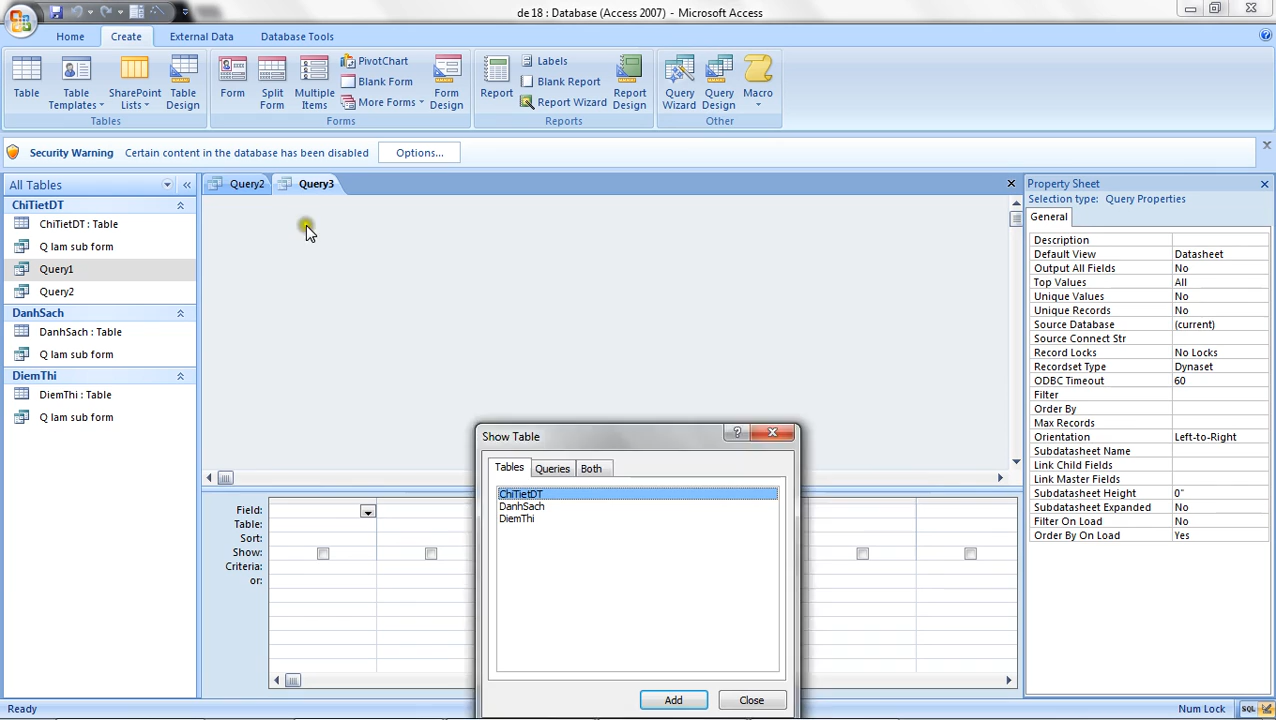 de 18 : Database (Access 2007) - Microsoft Access
Home Create External Data Database Tools
Table
Table Templates
SharePoint Lists
Table Design
Tables
Form
Split Form
Multiple Items
PivotChart
Blank Form
More Forms
Form Design
Forms
Report
Labels
Blank Report
Report Wizard
Report Design
Reports
Query Wizard
Query Design
Macro
Other
Security Warning Certain content in the database has been disabled Options...
All Tables
ChiTietDT
ChiTietDT : Table
Q lam sub form
Query1
Query2
DanhSach
DanhSach : Table
Q lam sub form
DiemThi
DiemThi : Table
Q lam sub form
Query2 Query3
Field:
Table:
Sort:
Show:
Criteria:
or:
Show Table
Tables Queries Both
ChiTietDT
DanhSach
DiemThi
Add Close
Property Sheet
Selection type: Query Properties
General
Description
Default View Datasheet
Output All Fields No
Top Values All
Unique Values No
Unique Records No
Source Database (current)
Source Connect Str
Record Locks No Locks
Recordset Type Dynaset
ODBC Timeout 60
Filter
Order By
Max Records
Orientation Left-to-Right
Subdatasheet Name
Link Child Fields
Link Master Fields
Subdatasheet Height 0"
Subdatasheet Expanded No
Filter On Load No
Order By On Load Yes
Ready Num Lock SQL